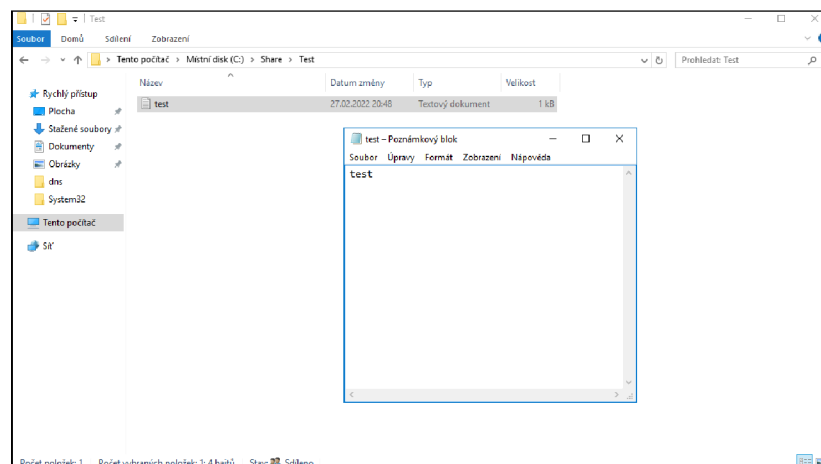 Test
Soubor Domů Sdílení Zobrazení
Tento počítač > Místní disk (C:) > Share > Test
Prohledat: Test
Název Datum změny Typ Velikost
Rychlý přístup
test 27.02.2022 20:48 Textový dokument 1 kB
Plocha
Stažené soubory
Dokumenty
Obrázky
dns
System32
Tento počítač
Síť
test – Poznámkový blok
Soubor Úpravy Formát Zobrazení Nápověda
test
Počet položek: 1 Počet vybraných položek: 1; 4 bajtů Stav: Sdíleno